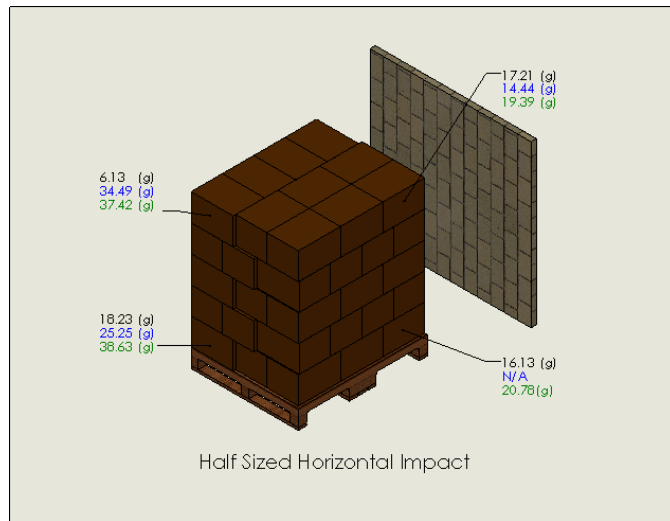 17.21 (g)
14.44 (g)
19.39 (g)
6.13 (g)
34.49 (g)
37.42 (g)
18.23 (g)
25.25 (g)
38.63 (g)
16.13 (g)
N/A
20.78(g)
Half Sized Horizontal Impact